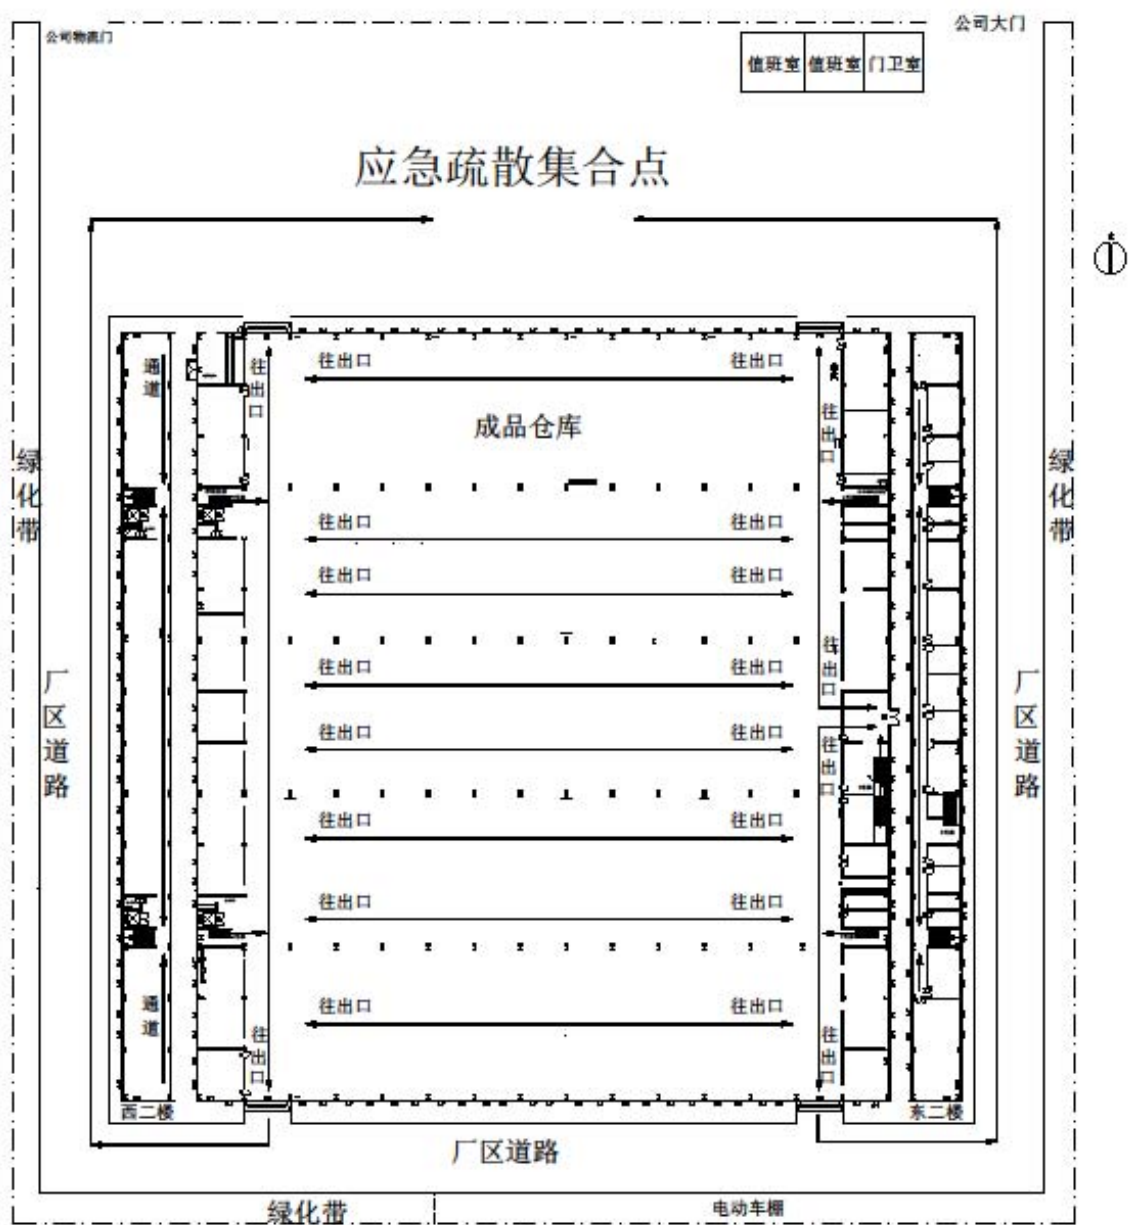 公司物流门
公司大门
值班室 值班室 门卫室
应急疏散集合点
往出口 往出口
通道
往出口
往出口
成品仓库
绿化带
绿化带
往出口 往出口
往出口 往出口
往出口
往出口 往出口
厂区道路
厂区道路
往出口 往出口
往出口
往出口 往出口
往出口 往出口
通道
往出口 往出口
往出口
往出口
西二楼
东二楼
厂区道路
绿化带
电动车棚